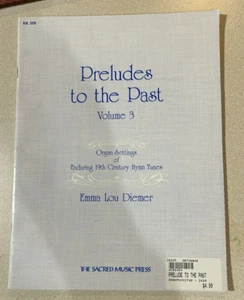 Preludes
to the Past
Volume 3
Organ Settings
of
Enduring 19th Century Hymn Tunes
Emma Lou Diemer
THE SACRED MUSIC PRESS
PRELUDE TO THE PAST
$4.99